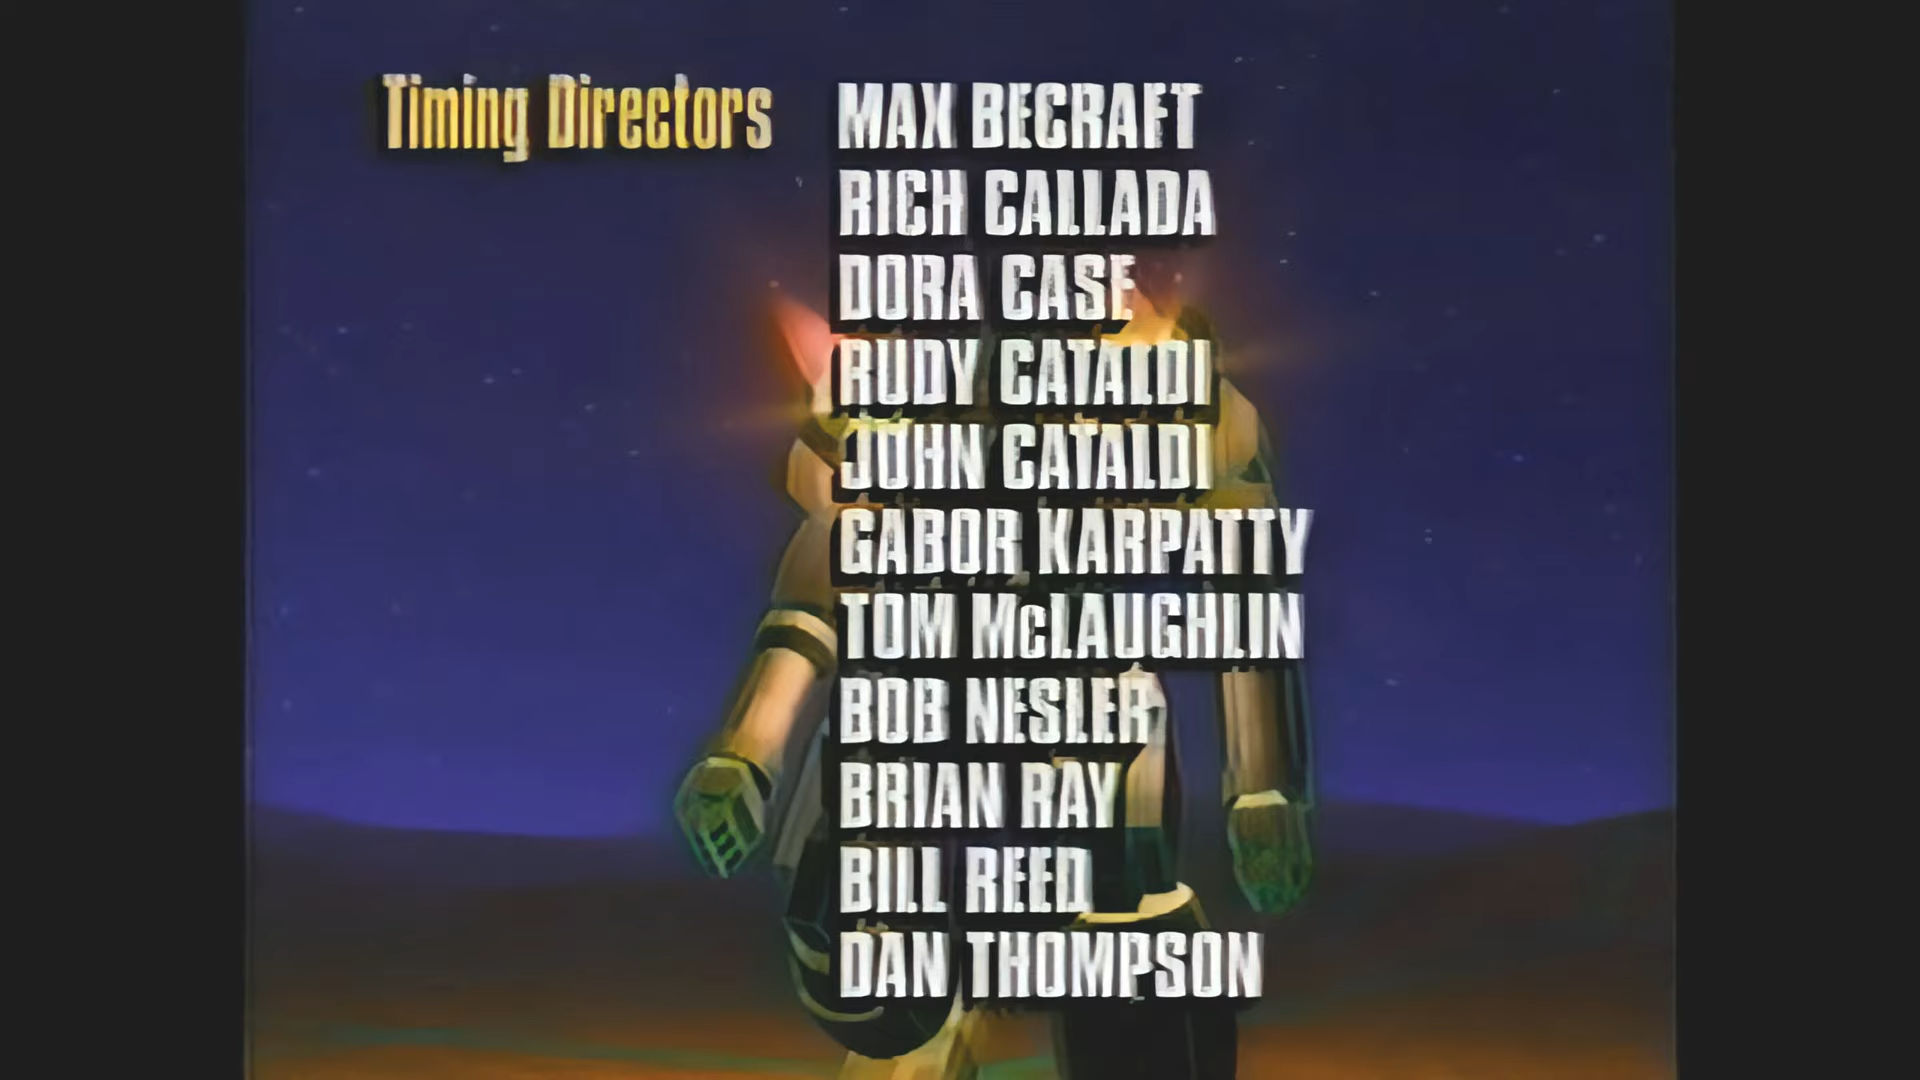 Timing Directors
MAX BECRAFT
RICH CALLADA
DORA CASE
RUDY CATALDI
JOHN CATALDI
GABOR KARPATTY
TOM McLAUGHLIN
BOB NESLER
BRIAN RAY
BILL REED
DAN THOMPSON